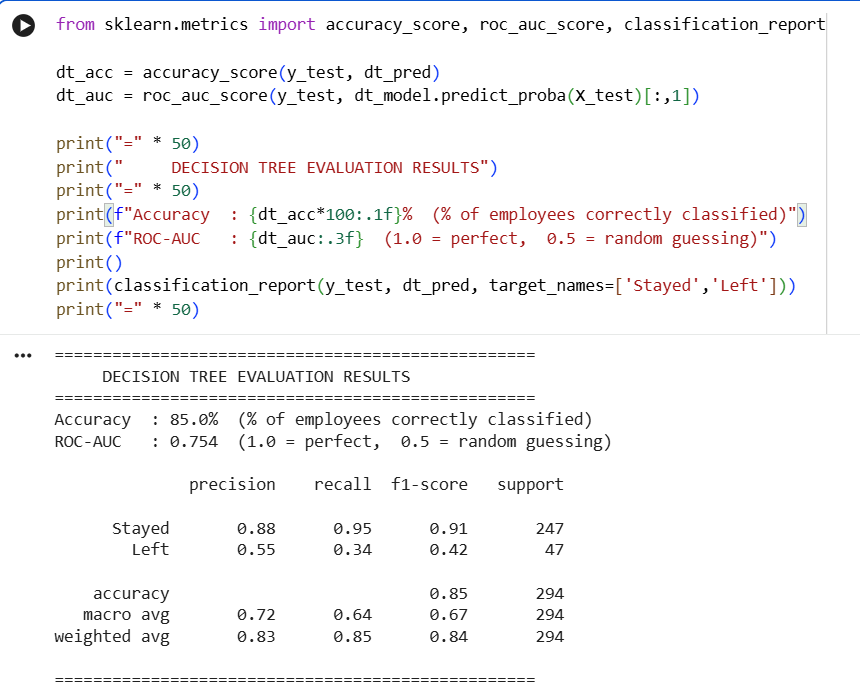 from sklearn.metrics import accuracy_score, roc_auc_score, classification_report
dt_acc = accuracy_score(y_test, dt_pred)
dt_auc = roc_auc_score(y_test, dt_model.predict_proba(X_test)[:,1])
print("=" * 50)
print("     DECISION TREE EVALUATION RESULTS")
print("=" * 50)
print(f"Accuracy  : {dt_acc*100:.1f}%  (% of employees correctly classified)")
print(f"ROC-AUC   : {dt_auc:.3f}  (1.0 = perfect,  0.5 = random guessing)")
print()
print(classification_report(y_test, dt_pred, target_names=['Stayed','Left']))
print("=" * 50)
==================================================
     DECISION TREE EVALUATION RESULTS
==================================================
Accuracy  : 85.0%  (% of employees correctly classified)
ROC-AUC   : 0.754  (1.0 = perfect,  0.5 = random guessing)
              precision    recall  f1-score   support
      Stayed       0.88      0.95      0.91       247
        Left       0.55      0.34      0.42        47
    accuracy                           0.85       294
   macro avg       0.72      0.64      0.67       294
weighted avg       0.83      0.85      0.84       294
==================================================